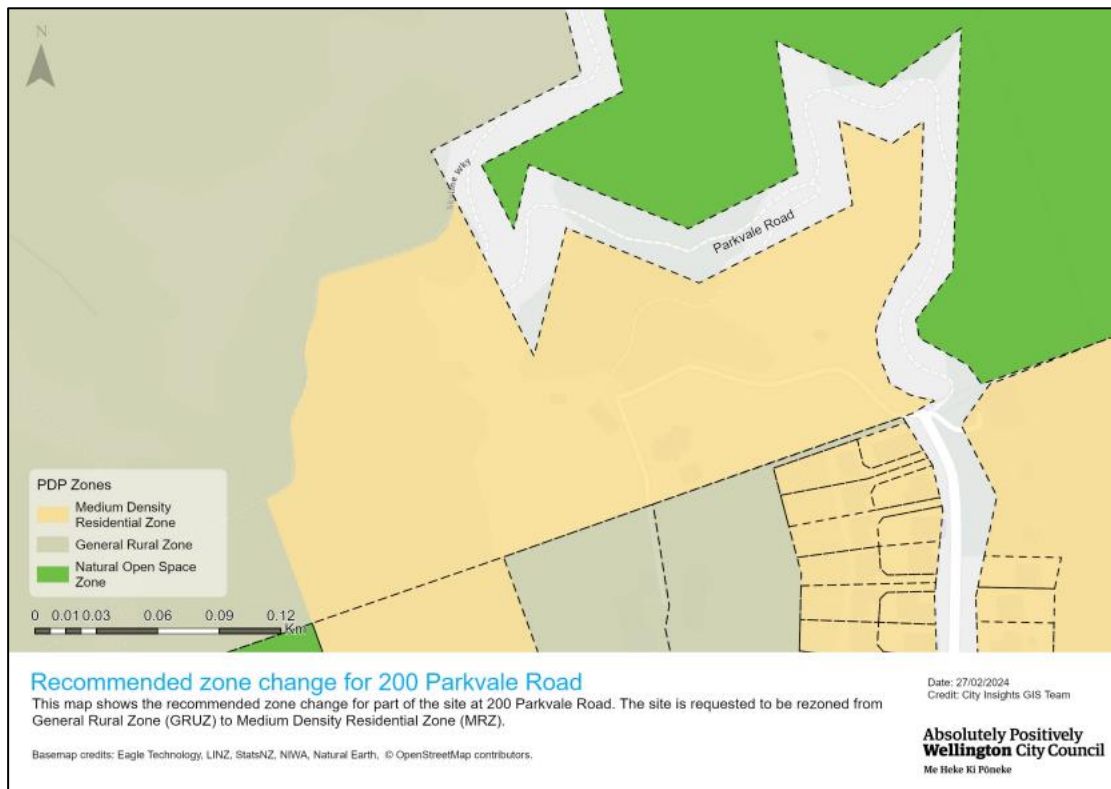 N
Skyline Wky
Parkvale Road
PDP Zones
Medium Density
Residential Zone
General Rural Zone
Natural Open Space
Zone
0 0.01 0.03 0.06 0.09 0.12
Km
Recommended zone change for 200 Parkvale Road
This map shows the recommended zone change for part of the site at 200 Parkvale Road. The site is requested to be rezoned from
General Rural Zone (GRUZ) to Medium Density Residential Zone (MRZ).
Basemap credits: Eagle Technology, LINZ, StatsNZ, NIWA, Natural Earth, © OpenStreetMap contributors.
Date: 27/02/2024
Credit: City Insights GIS Team
Absolutely Positively
Wellington City Council
Me Heke Ki Pōneke